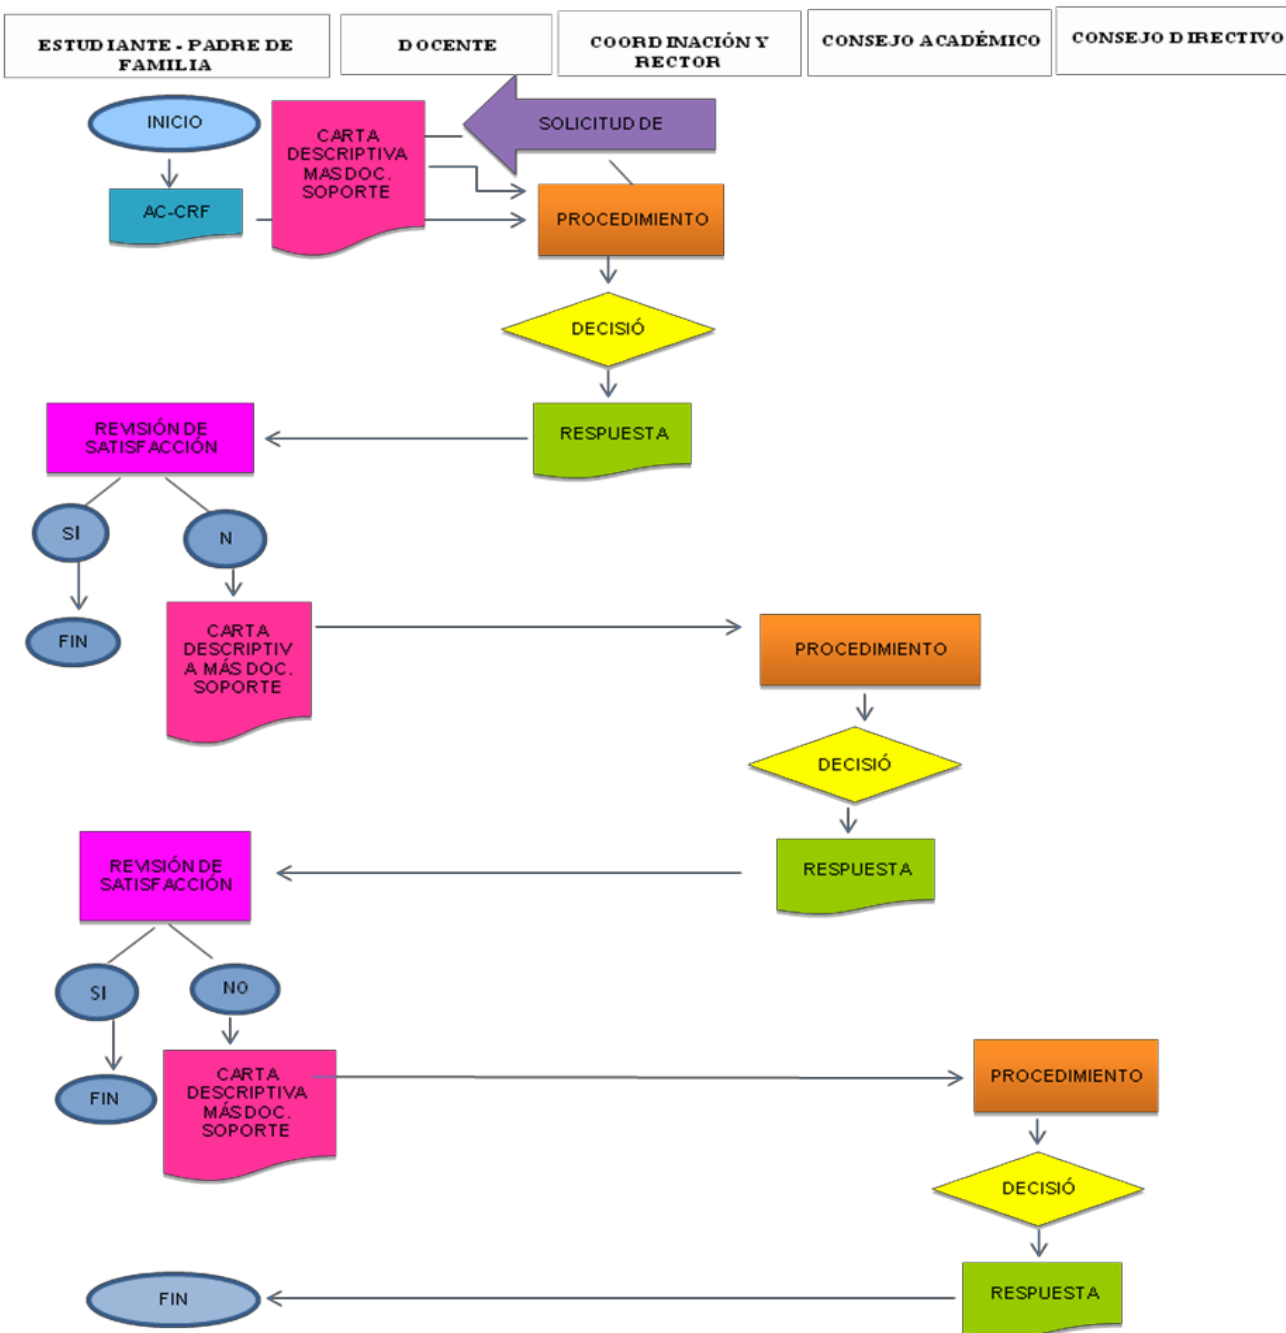 ESTUDIANTE - PADRE DE
FAMILIA
DOCENTE
COORDINACIÓN Y
RECTOR
CONSEJO ACADÉMICO
CONSEJO DIRECTIVO
INICIO
CARTA
DESCRIPTIVA
MAS DOC.
SOPORTE
SOLICITUD DE
AC-CRF
PROCEDIMIENTO
DECISIÓ
REVISIÓN DE
SATISFACCIÓN
RESPUESTA
SI
N
FIN
CARTA
DESCRIPTIV
A MÁS DOC.
SOPORTE
PROCEDIMIENTO
DECISIÓ
REVISIÓN DE
SATISFACCIÓN
RESPUESTA
SI
NO
FIN
CARTA
DESCRIPTIVA
MÁS DOC.
SOPORTE
PROCEDIMIENTO
DECISIÓ
FIN
RESPUESTA